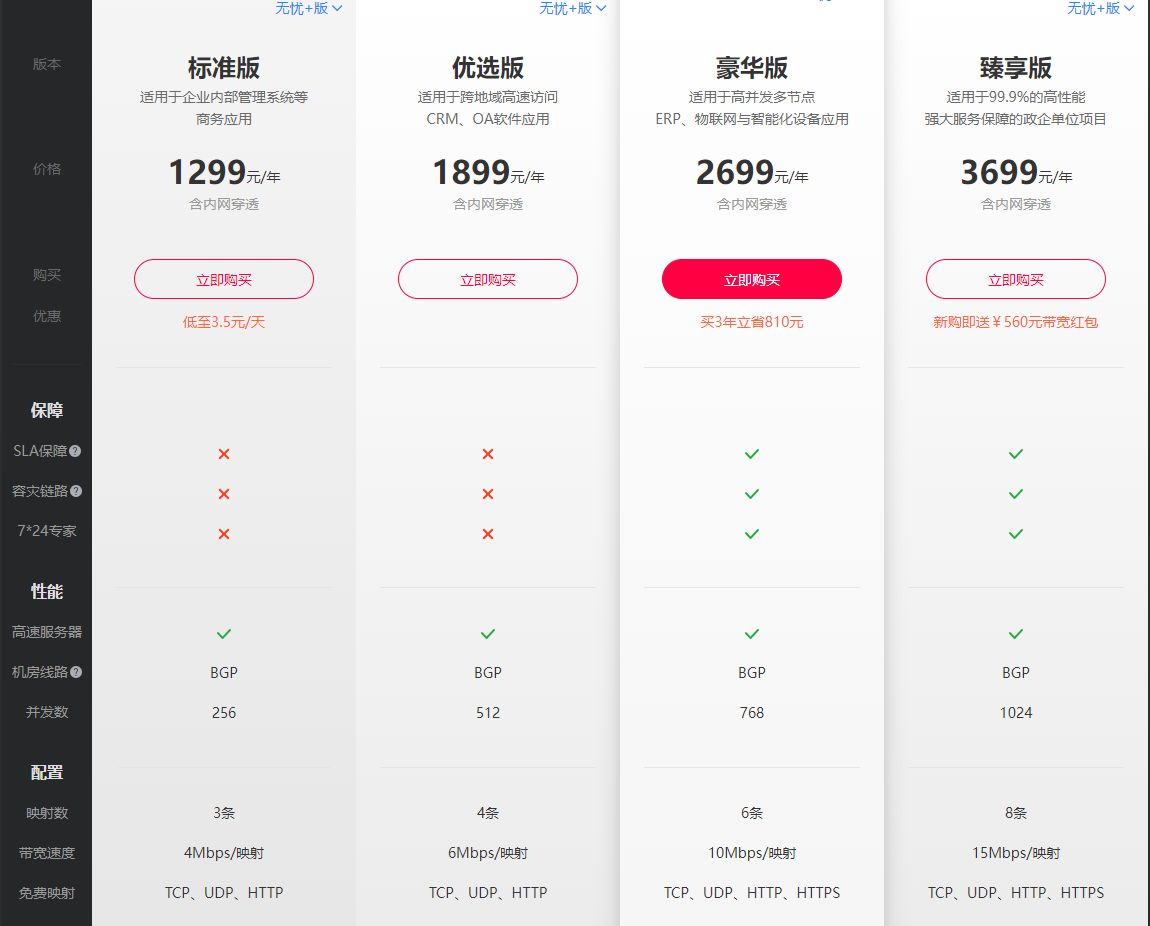 无忧+版
无忧+版
无忧+版
版本
标准版
优选版
豪华版
臻享版
适用于企业内部管理系统等
商务应用
适用于跨地域高速访问
CRM、OA软件应用
适用于高并发多节点
ERP、物联网与智能化设备应用
适用于99.9%的高性能
强大服务保障的政企单位项目
价格
1299元/年
1899元/年
2699元/年
3699元/年
含内网穿透
含内网穿透
含内网穿透
含内网穿透
购买
立即购买
立即购买
立即购买
立即购买
优惠
低至3.5元/天
买3年立省810元
新购即送￥560元带宽红包
保障
SLA保障?
容灾链路?
7*24专家
性能
高速服务器
机房线路?
BGP
BGP
BGP
BGP
并发数
256
512
768
1024
配置
映射数
3条
4条
6条
8条
带宽速度
4Mbps/映射
6Mbps/映射
10Mbps/映射
15Mbps/映射
免费映射
TCP、UDP、HTTP
TCP、UDP、HTTP
TCP、UDP、HTTP、HTTPS
TCP、UDP、HTTP、HTTPS